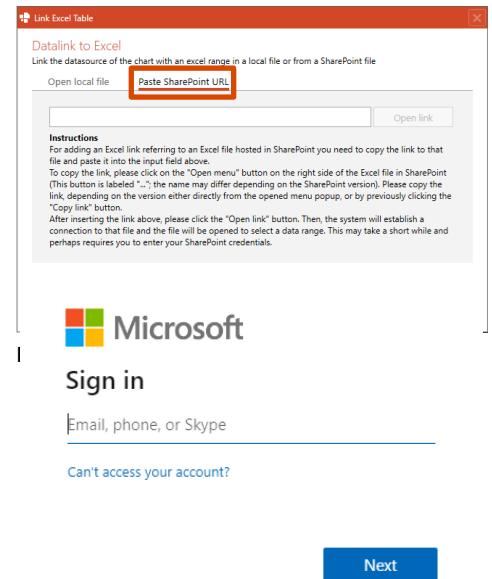 Link Excel Table
Datalink to Excel
Link the datasource of the chart with an excel range in a local file or from a SharePoint file
Open local file Paste SharePoint URL
Open link
Instructions
For adding an Excel link referring to an Excel file hosted in SharePoint you need to copy the link to that
file and paste it into the input field above.
To copy the link, please click on the "Open menu" button on the right side of the Excel file in SharePoint
(This button is labeled "..."; the name may differ depending on the SharePoint version). Please copy the
link, depending on the version either directly from the opened menu popup, or by previously clicking the
"Copy link" button.
After inserting the link above, please click the "Open link" button. Then, the system will establish a
connection to that file and the file will be opened to select a data range. This may take a short while and
perhaps requires you to enter your SharePoint credentials.
Microsoft
Sign in
Email, phone, or Skype
Can't access your account?
Next